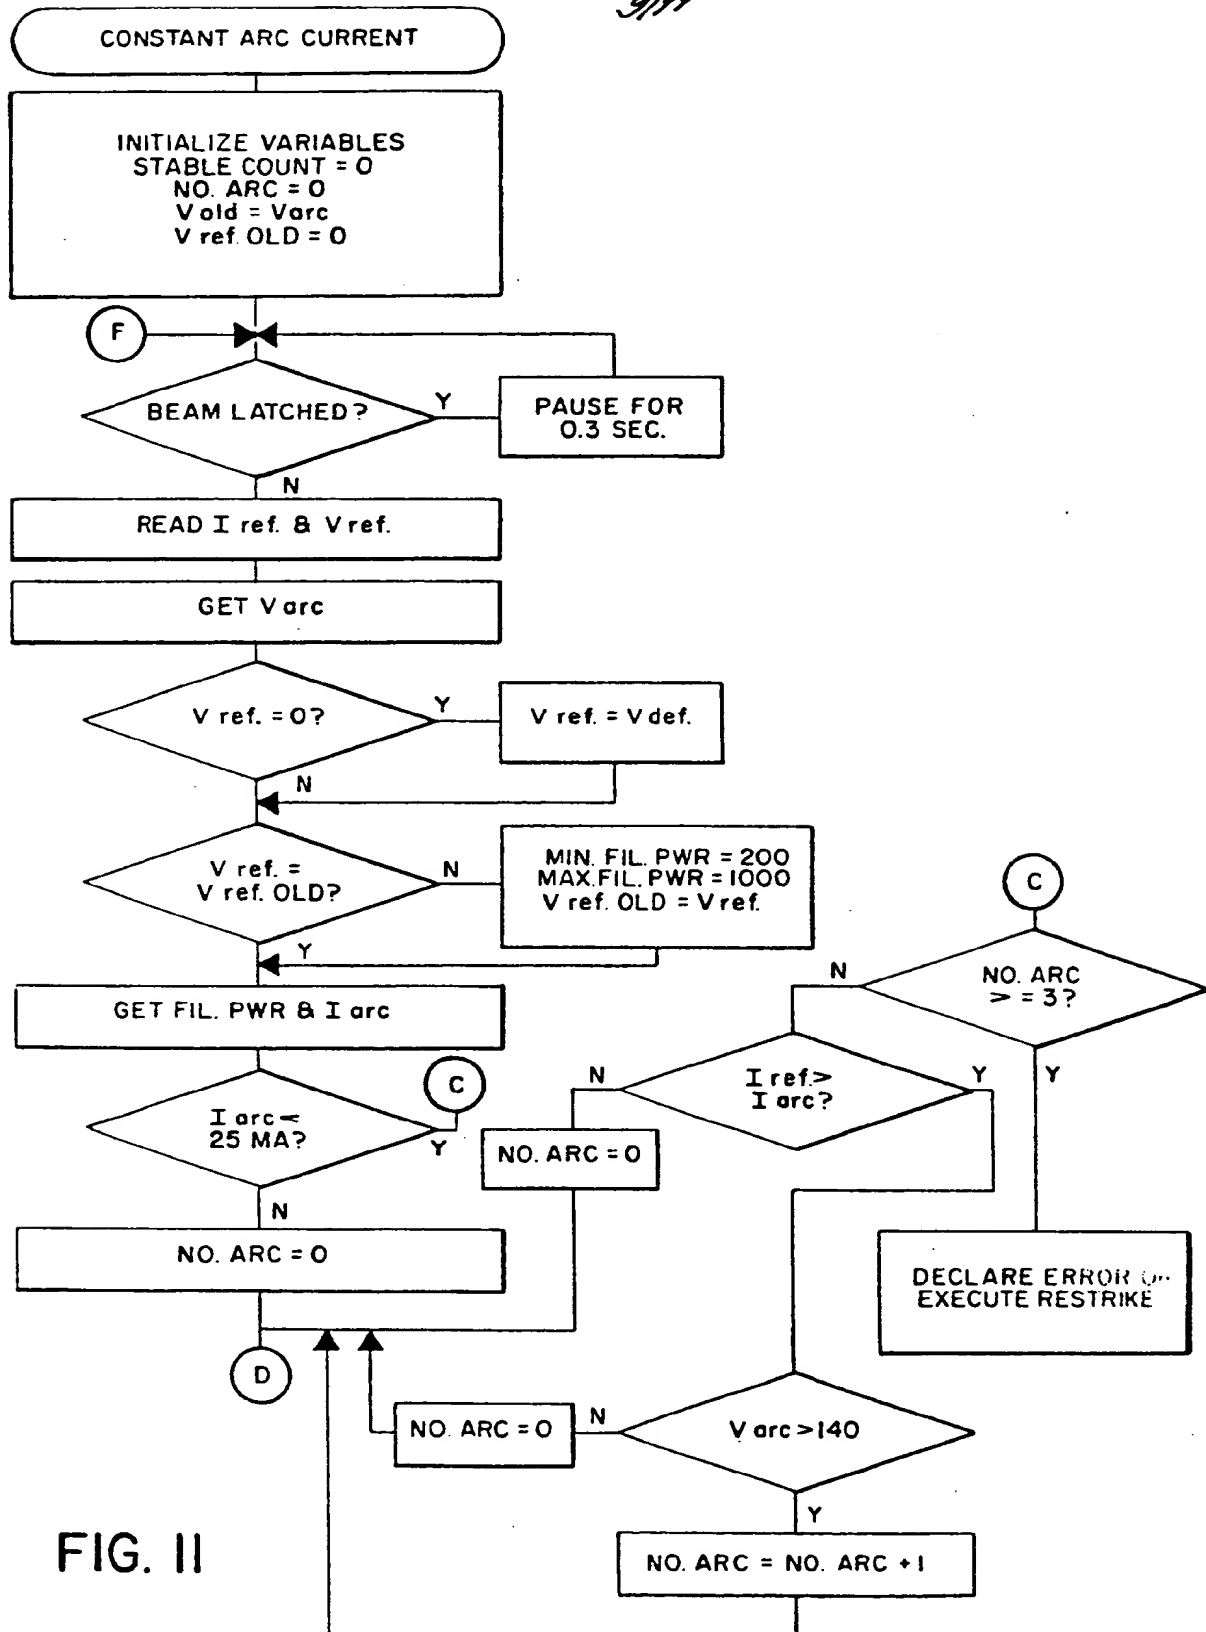 9/11
CONSTANT ARC CURRENT
INITIALIZE VARIABLES
STABLE COUNT = 0
NO. ARC = 0
V old = Varc
V ref. OLD = 0
F
BEAM LATCHED?
Y
PAUSE FOR
0.3 SEC.
N
READ I ref. & V ref.
GET V arc
V ref. = 0?
Y
V ref. = V def.
N
V ref. =
V ref. OLD?
N
MIN. FIL. PWR = 200
MAX. FIL. PWR = 1000
V ref. OLD = V ref.
Y
GET FIL. PWR & I arc
I arc <
25 MA?
Y
C
N
NO. ARC = 0
D
C
NO. ARC
> = 3?
N
Y
I ref. >
I arc?
N
Y
NO. ARC = 0
DECLARE ERROR
EXECUTE RESTRIKE
V arc > 140
N
NO. ARC = 0
Y
NO. ARC = NO. ARC + 1
FIG. 11